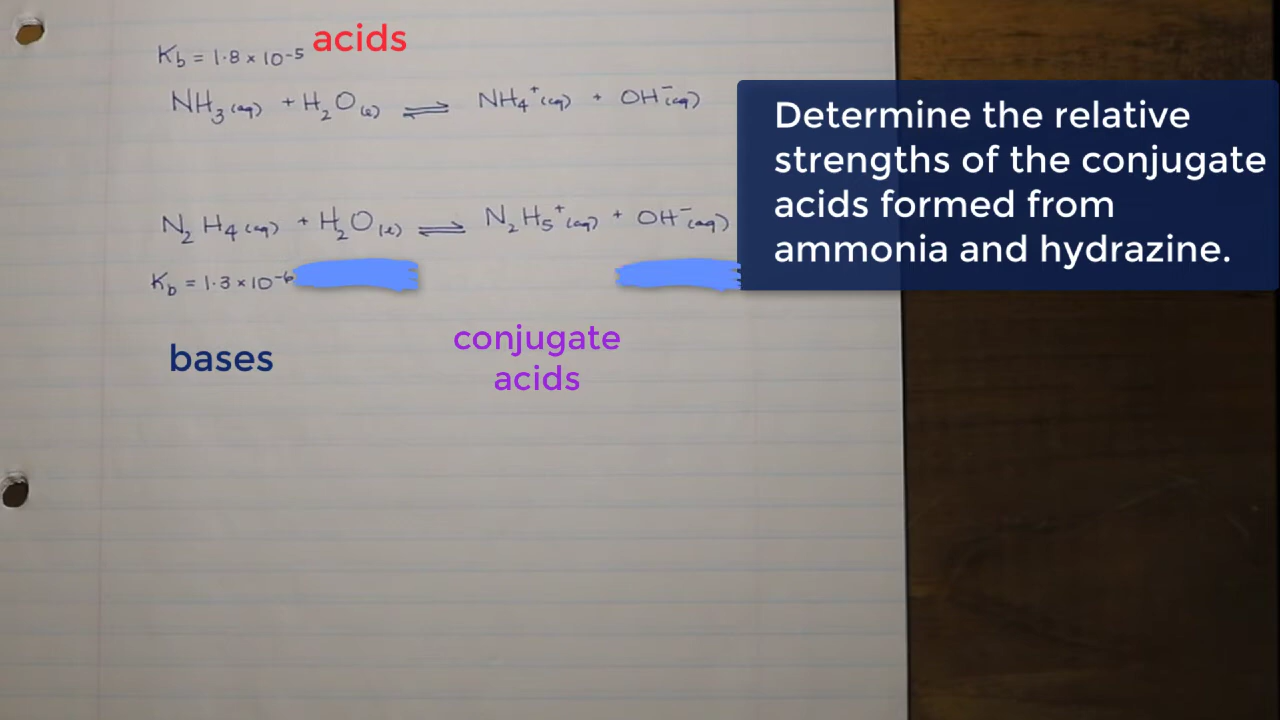 acids
K_b = 1.8 × 10⁻⁵
NH₃(aq) + H₂O(ℓ) ⇌ NH₄⁺(aq) + OH⁻(aq)
Determine the relative
strengths of the conjugate
acids formed from
ammonia and hydrazine.
N₂H₄(aq) + H₂O(ℓ) ⇌ N₂H₅⁺(aq) + OH⁻(aq)
K_b = 1.3 × 10⁻⁶
bases
conjugate
acids